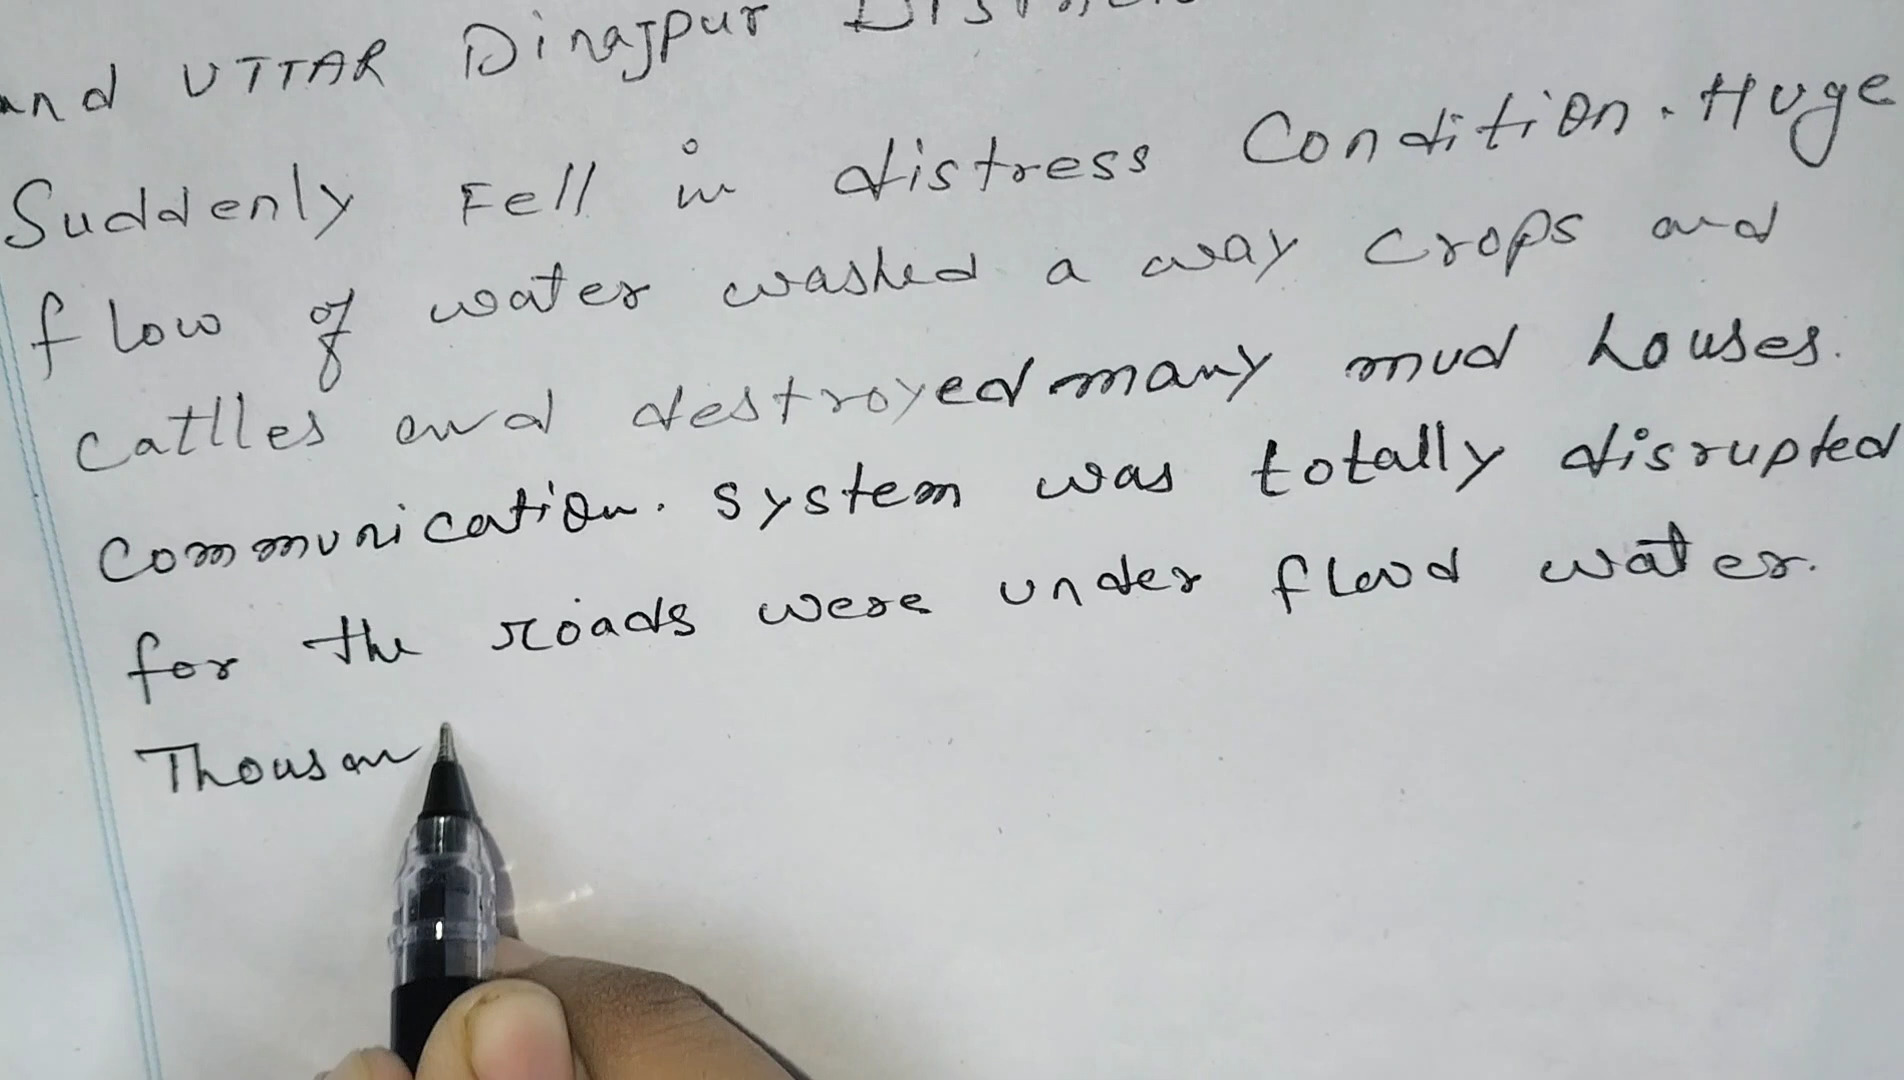 and UTTAR Dinajpur
Suddenly Fell in distress Condition. Huge
flow of water washed a way crops and
catlles and destroyed many mud houses.
Communication. system was totally disrupted
for the roads were under flood water.
Thousan